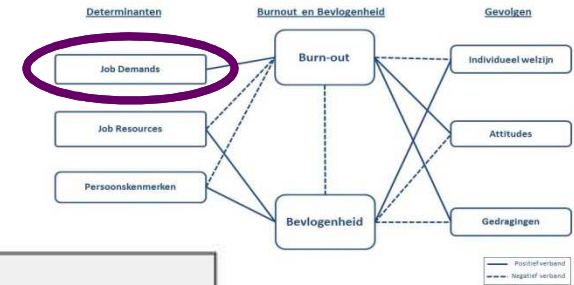 Determinanten
Burnout en Bevlogenheid
Gevolgen
Job Demands
Burn-out
Individueel welzijn
Job Resources
Attitudes
Persoonskenmerken
Bevlogenheid
Gedragingen
Positief verband
Negatief verband